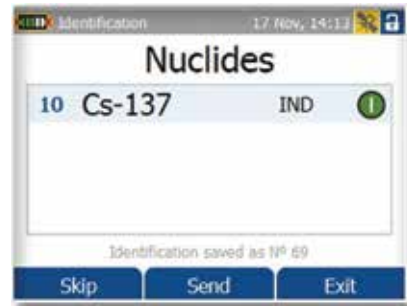 Identification 17 Nov, 14:13
Nuclides
10 Cs-137 IND I
Identification saved as Nº 69
Skip Send Exit